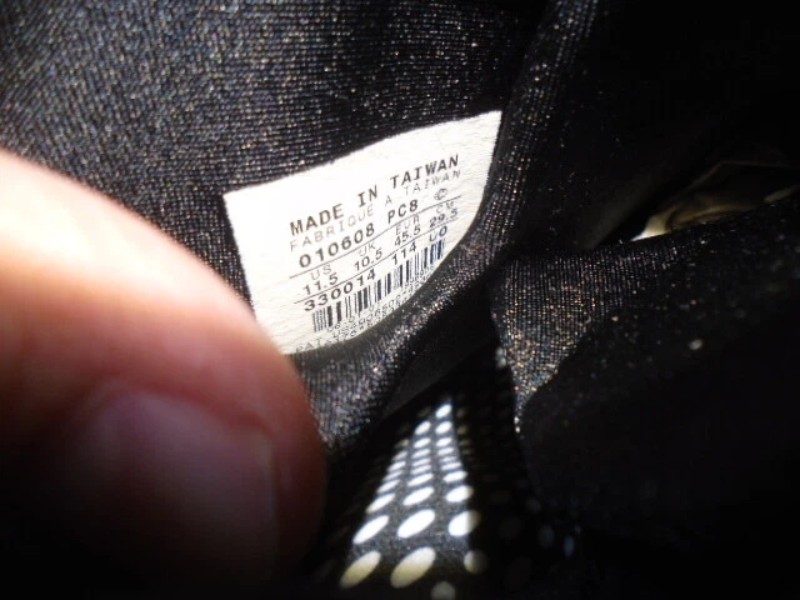 MADE IN TAIWAN
FABRIQUE A TAIWAN
010608 PC8 ©
US UK EUR CM
11.5 10.5 45.5 29.5
330014 114 LO